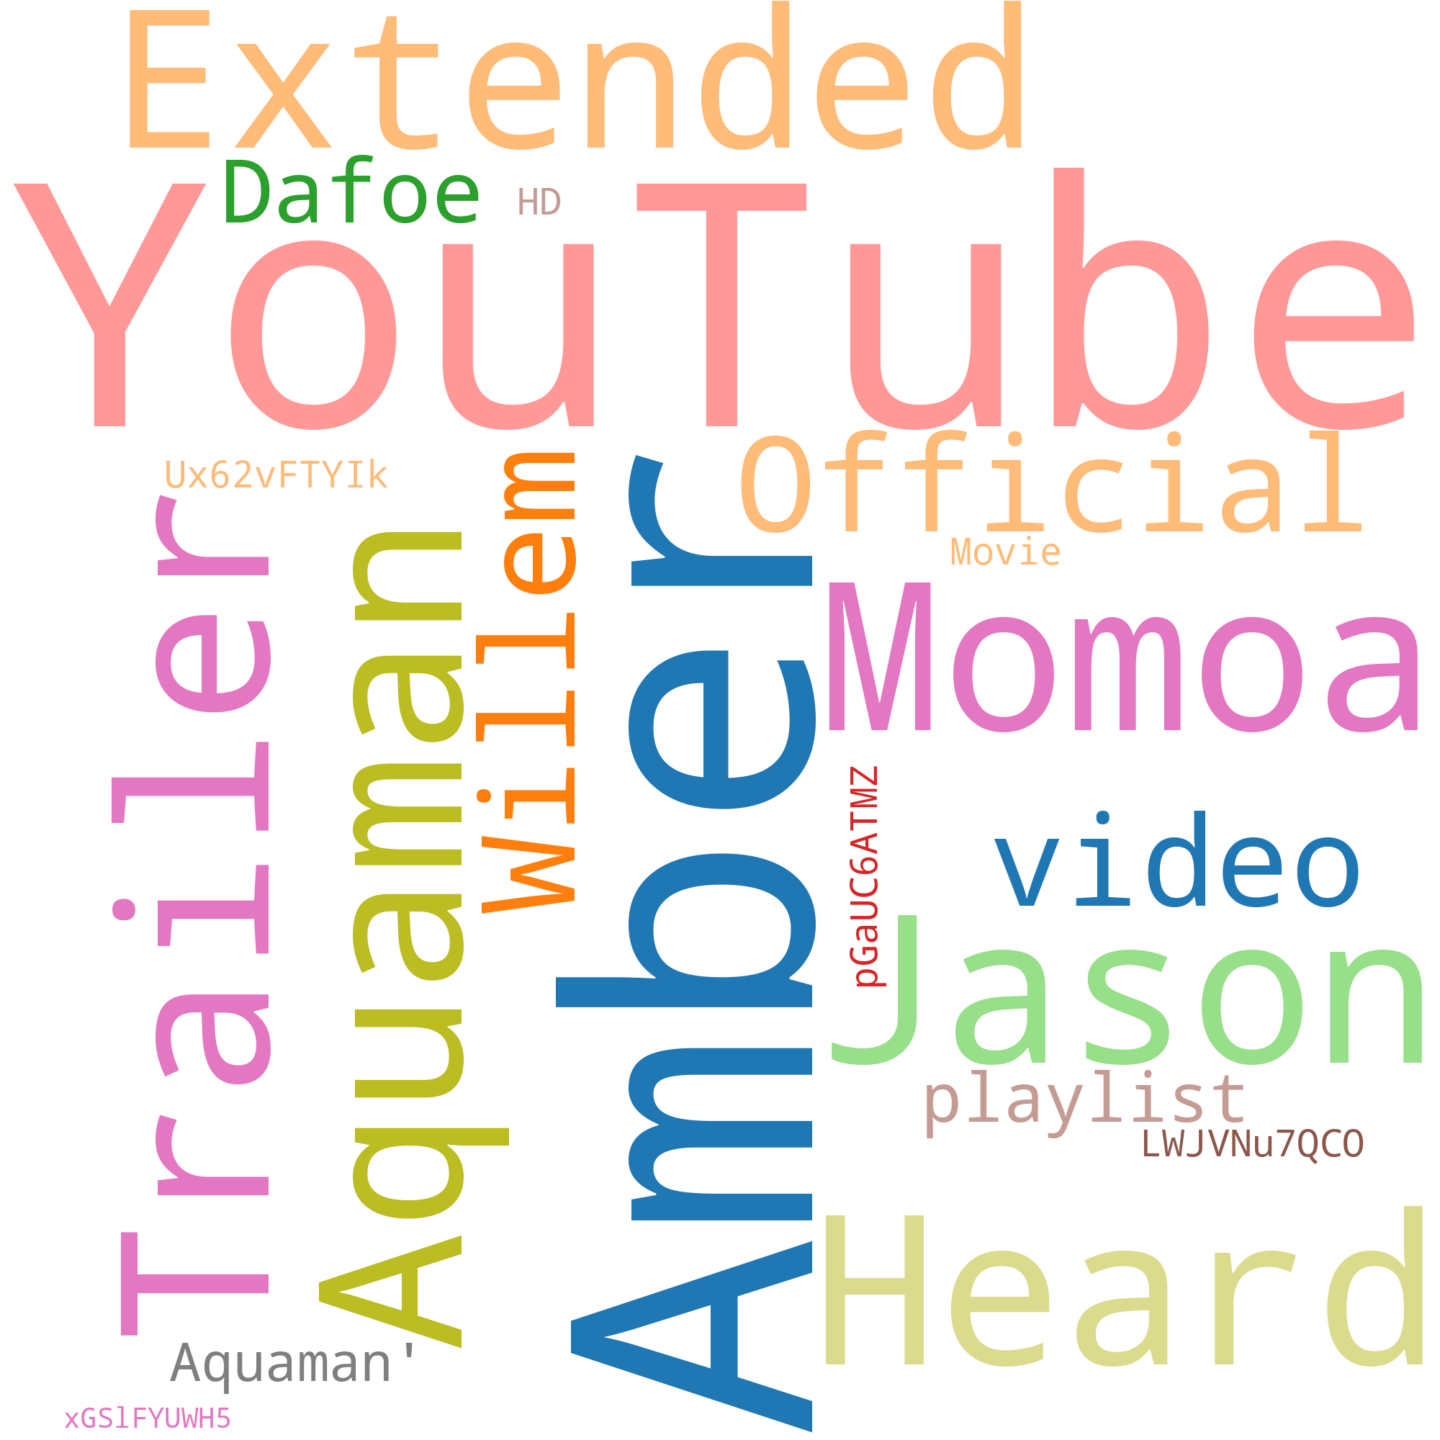 Extended
Dafoe
HD
YouTube
Official
Ux62vFTYIk
Movie
Trailer
Aquaman
Willem
Amber
Momoa
pGaUC6ATMZ
video
Jason
playlist
LWJVNu7QCO
Heard
Aquaman'
xGSlFYUWH5